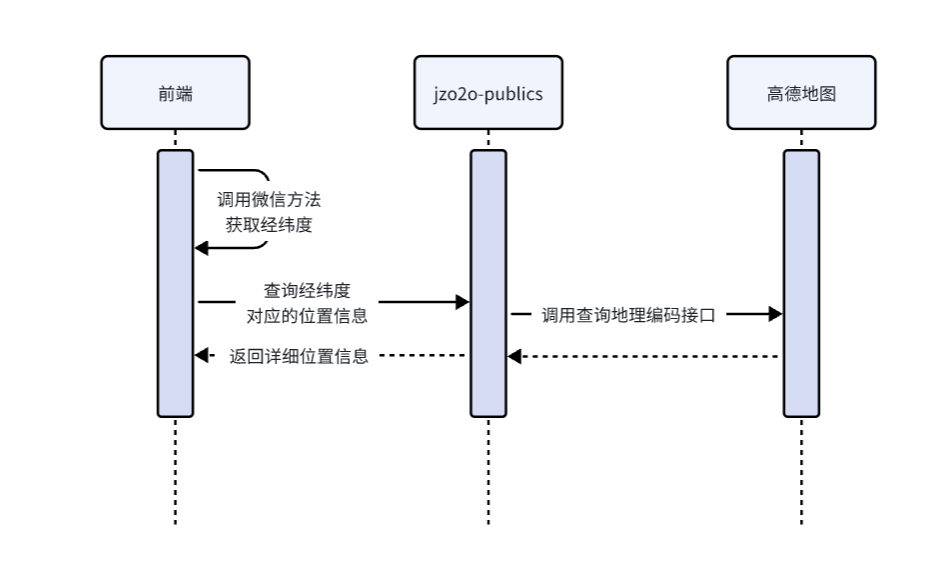 前端
jzo2o-publics
高德地图
调用微信方法
获取经纬度
查询经纬度
对应的位置信息
调用查询地理编码接口
返回详细位置信息